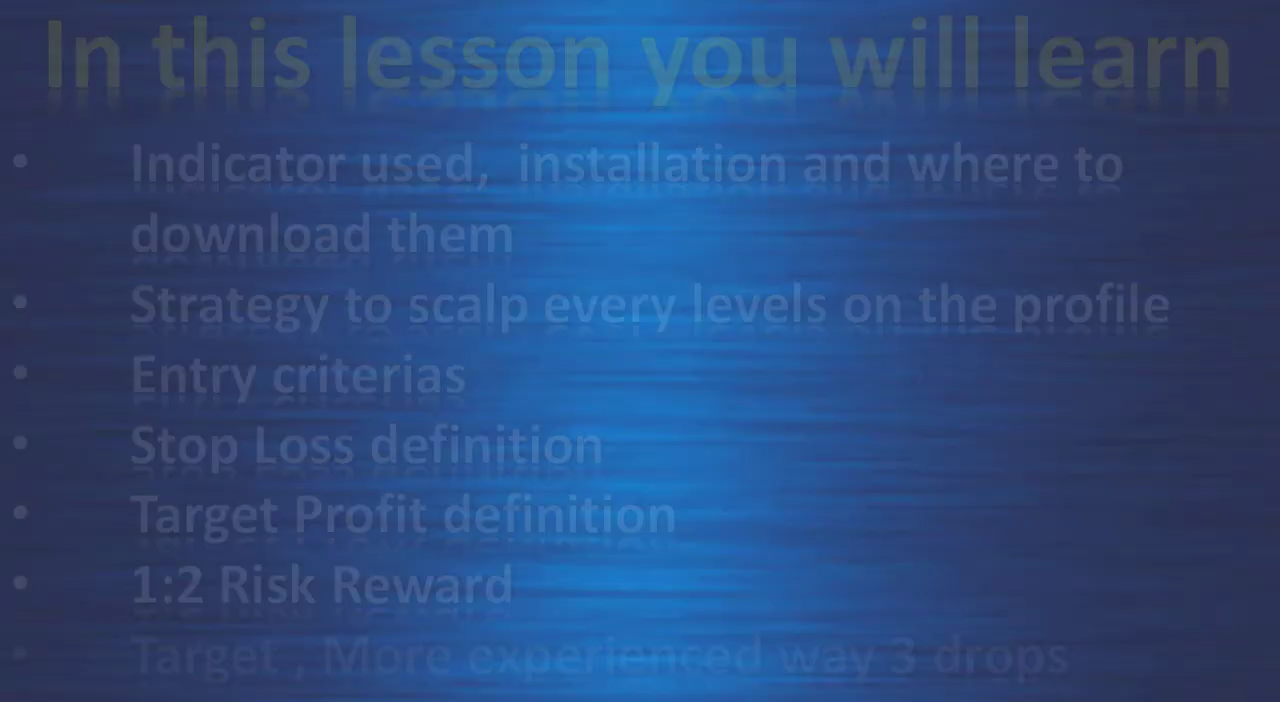 In this lesson you will learn
• Indicator used,  installation and where to
download them
• Strategy to scalp every levels on the profile
• Entry criterias
• Stop Loss definition
• Target Profit definition
• 1:2 Risk Reward
• Target , More experienced way 3 drops